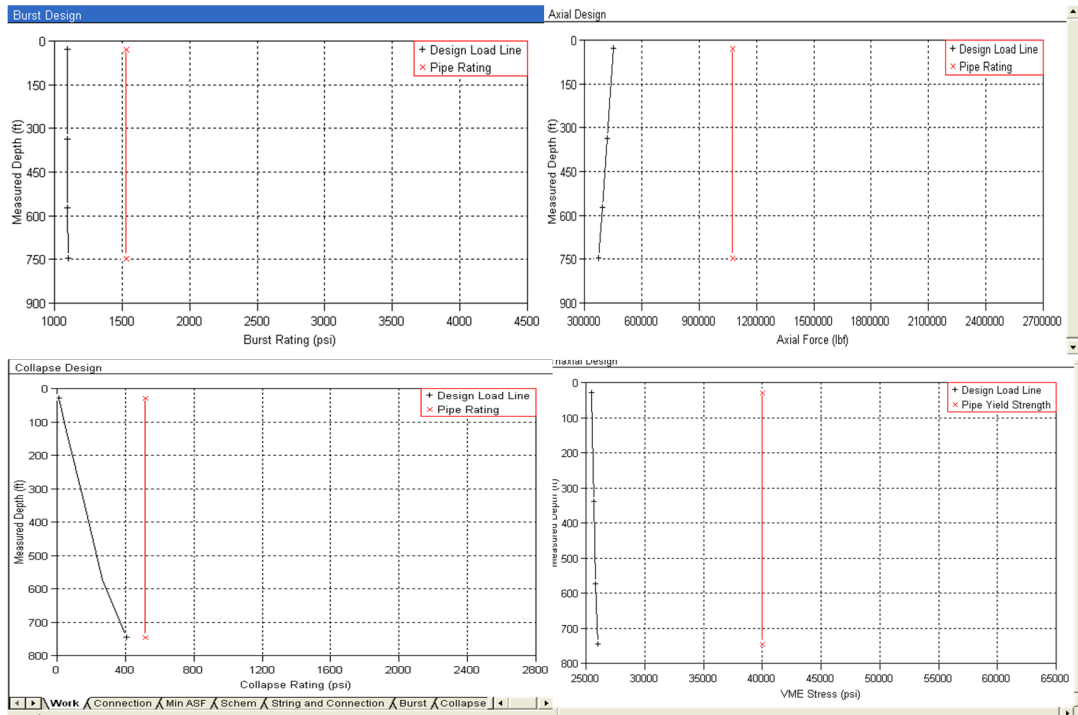 Burst Design
0
150
300
450
600
750
900
Measured Depth (ft)
+ Design Load Line
× Pipe Rating
1000 1500 2000 2500 3000 3500 4000 4500
Burst Rating (psi)
Axial Design
0
150
300
450
600
750
900
Measured Depth (ft)
+ Design Load Line
× Pipe Rating
300000 600000 900000 1200000 1500000 1800000 2100000 2400000 2700000
Axial Force (lbf)
Collapse Design
0
100
200
300
400
500
600
700
800
Measured Depth (ft)
+ Design Load Line
× Pipe Rating
0 400 800 1200 1600 2000 2400 2800
Collapse Rating (psi)
Work Connection Min ASF Schem String and Connection Burst Collapse
Design
0
100
200
300
400
500
600
700
800
Measured Depth (ft)
+ Design Load Line
× Pipe Yield Strength
25000 30000 35000 40000 45000 50000 55000 60000 65000
VME Stress (psi)